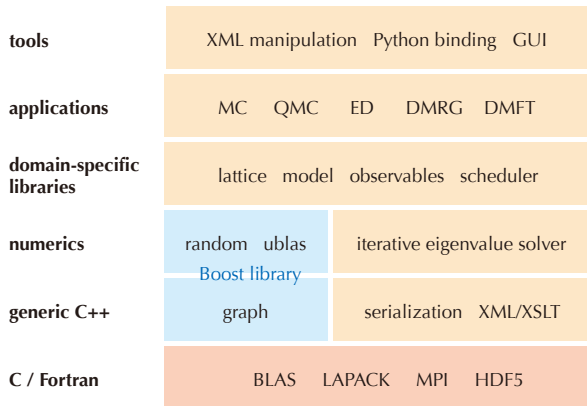 tools XML manipulation Python binding GUI
applications MC QMC ED DMRG DMFT
domain-specific
libraries
lattice model observables scheduler
numerics random ublas iterative eigenvalue solver
Boost library
generic C++ graph serialization XML/XSLT
C / Fortran BLAS LAPACK MPI HDF5